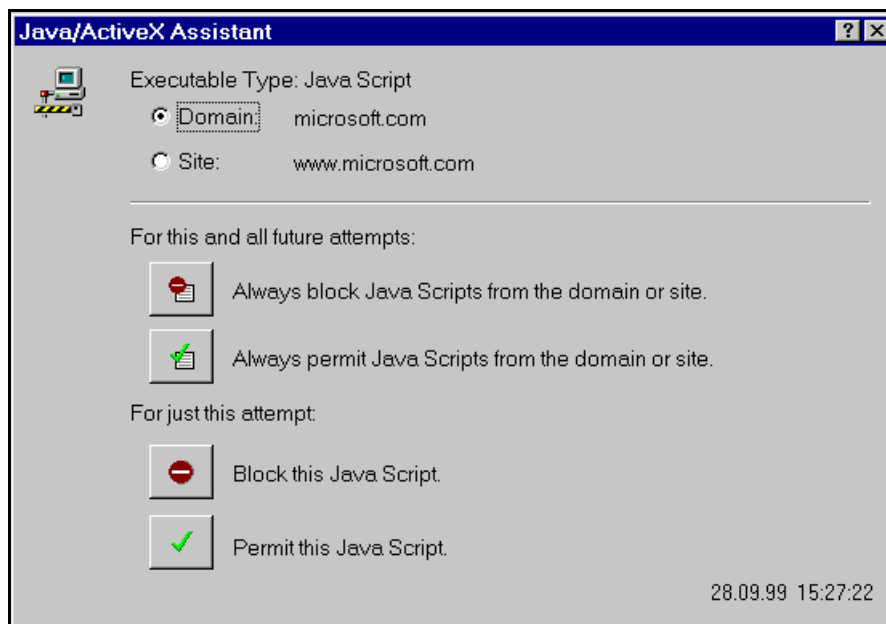 Java/ActiveX Assistant
Executable Type: Java Script
Domain: microsoft.com
Site: www.microsoft.com
For this and all future attempts:
Always block Java Scripts from the domain or site.
Always permit Java Scripts from the domain or site.
For just this attempt:
Block this Java Script.
Permit this Java Script.
28.09.99 15:27:22